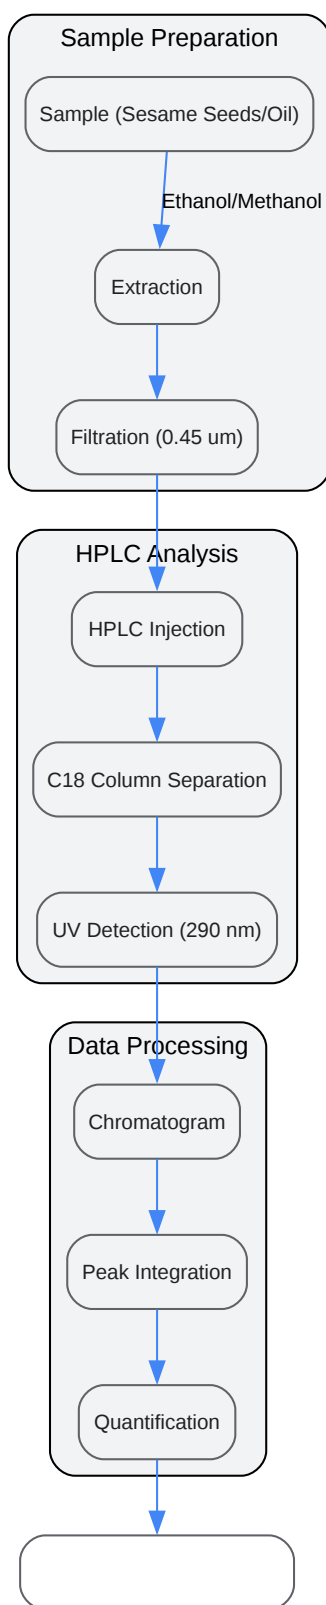 Sample Preparation
Sample (Sesame Seeds/Oil)
Ethanol/Methanol
Extraction
Filtration (0.45 um)
HPLC Analysis
HPLC Injection
C18 Column Separation
UV Detection (290 nm)
Data Processing
Chromatogram
Peak Integration
Quantification